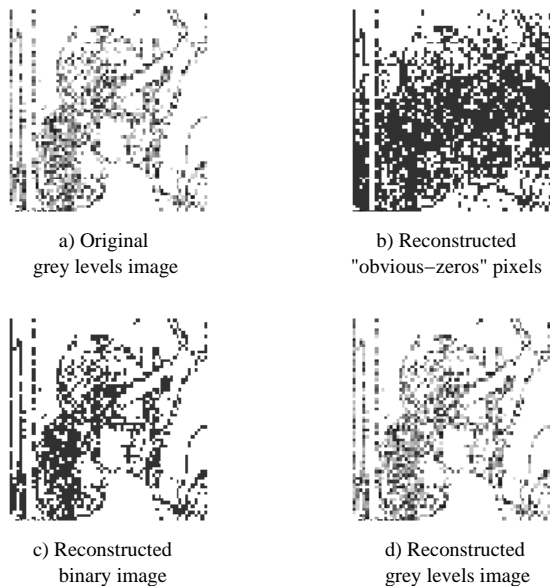 a) Original
grey levels image
b) Reconstructed
"obvious−zeros" pixels
c) Reconstructed
binary image
d) Reconstructed
grey levels image